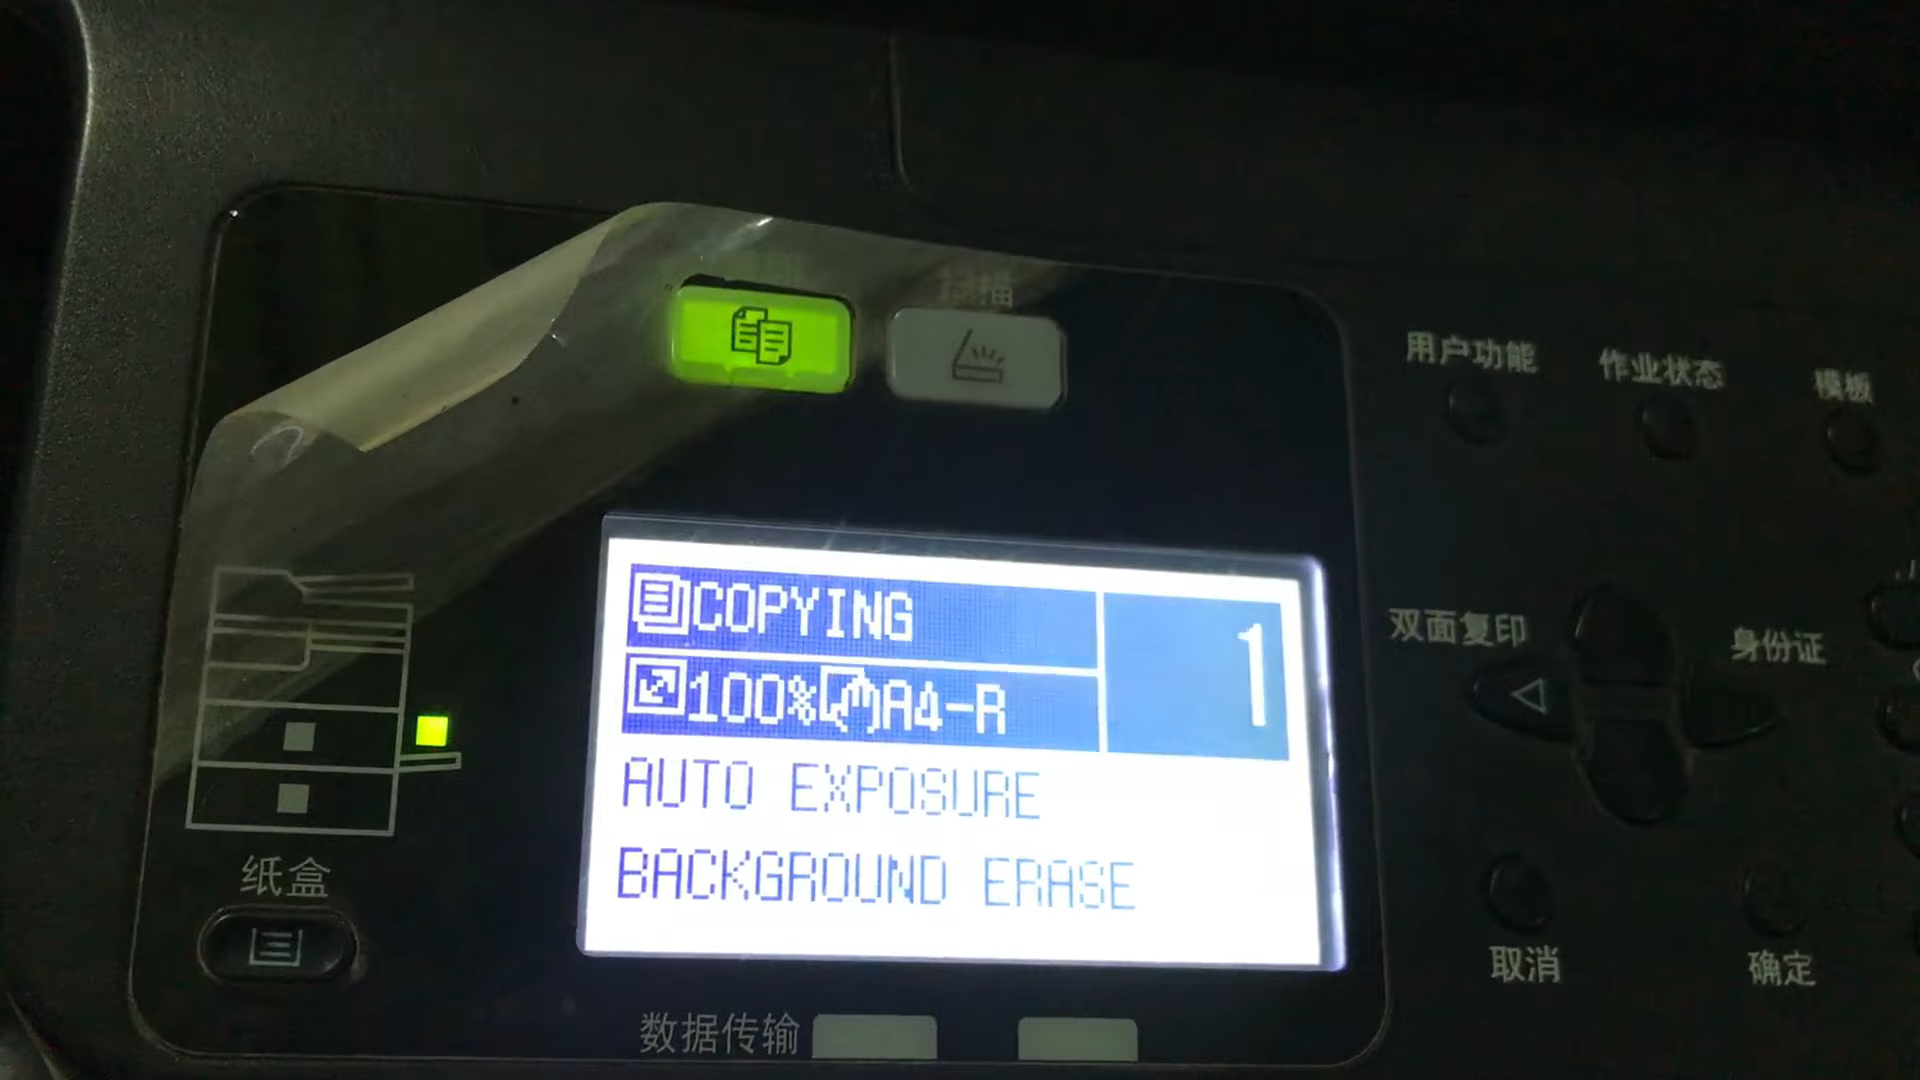 扫描
用户功能
作业状态
模板
COPYING
1
100% A4-R
AUTO EXPOSURE
BACKGROUND ERASE
双面复印
身份证
纸盒
取消
确定
数据传输